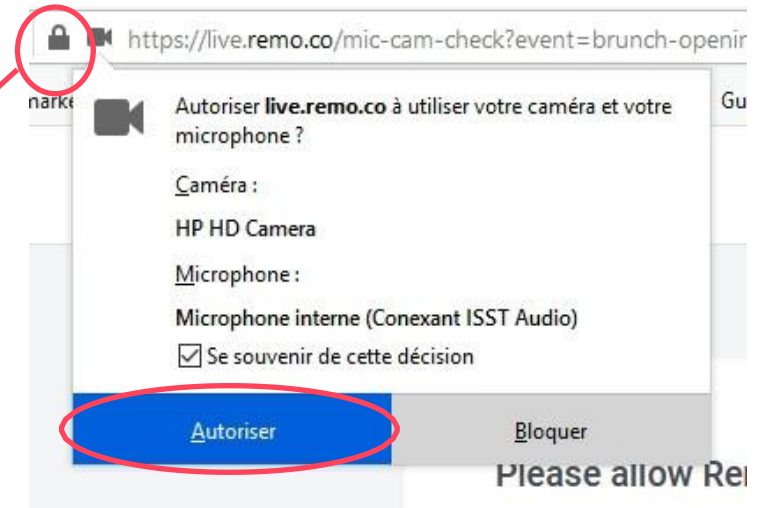 https://live.remo.co/mic-cam-check?event=brunch-openin
marke
Gu
Autoriser live.remo.co à utiliser votre caméra et votre
microphone ?
Caméra :
HP HD Camera
Microphone :
Microphone interne (Conexant ISST Audio)
Se souvenir de cette décision
Autoriser
Bloquer
Please allow Re